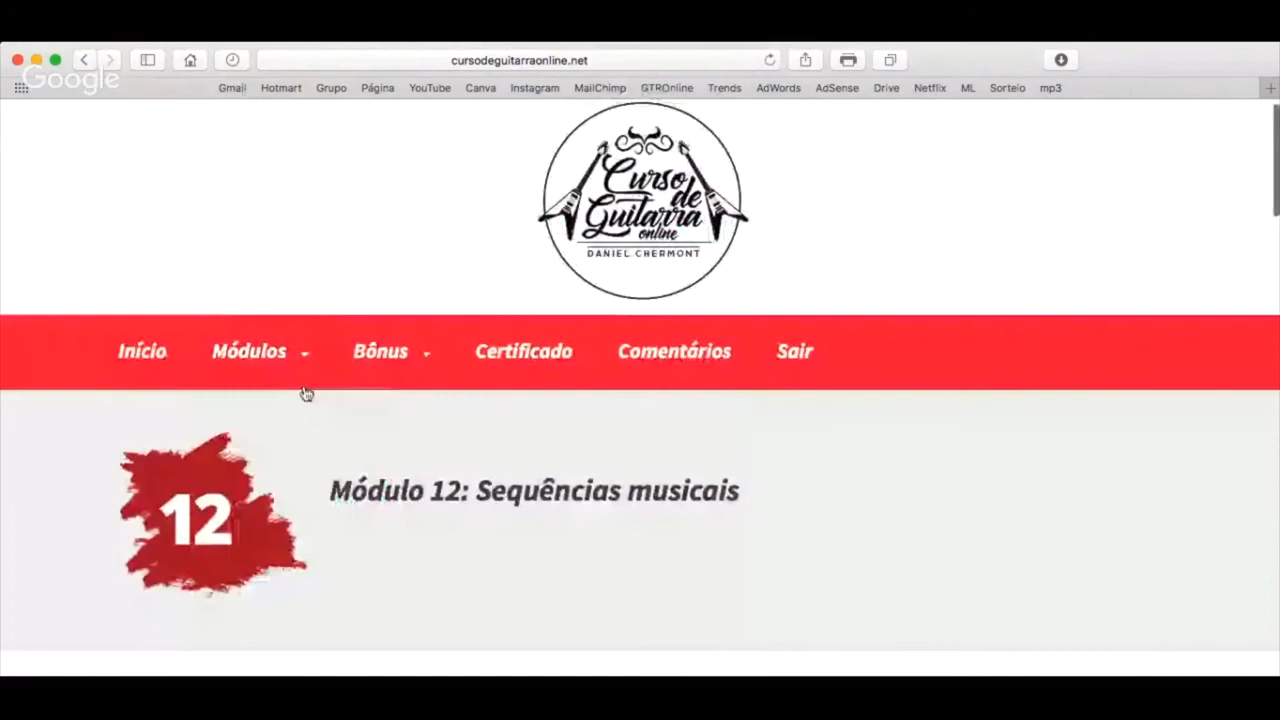 cursodeguitarraonline.net
Google
Gmail Hotmart Grupo Página YouTube Canva Instagram MailChimp GTROnline Trends AdWords AdSense Drive Netflix ML Sorteio mp3
Curso
de
Guitarra
online
DANIEL CHERMONT
Início Módulos Bônus Certificado Comentários Sair
12
Módulo 12: Sequências musicais